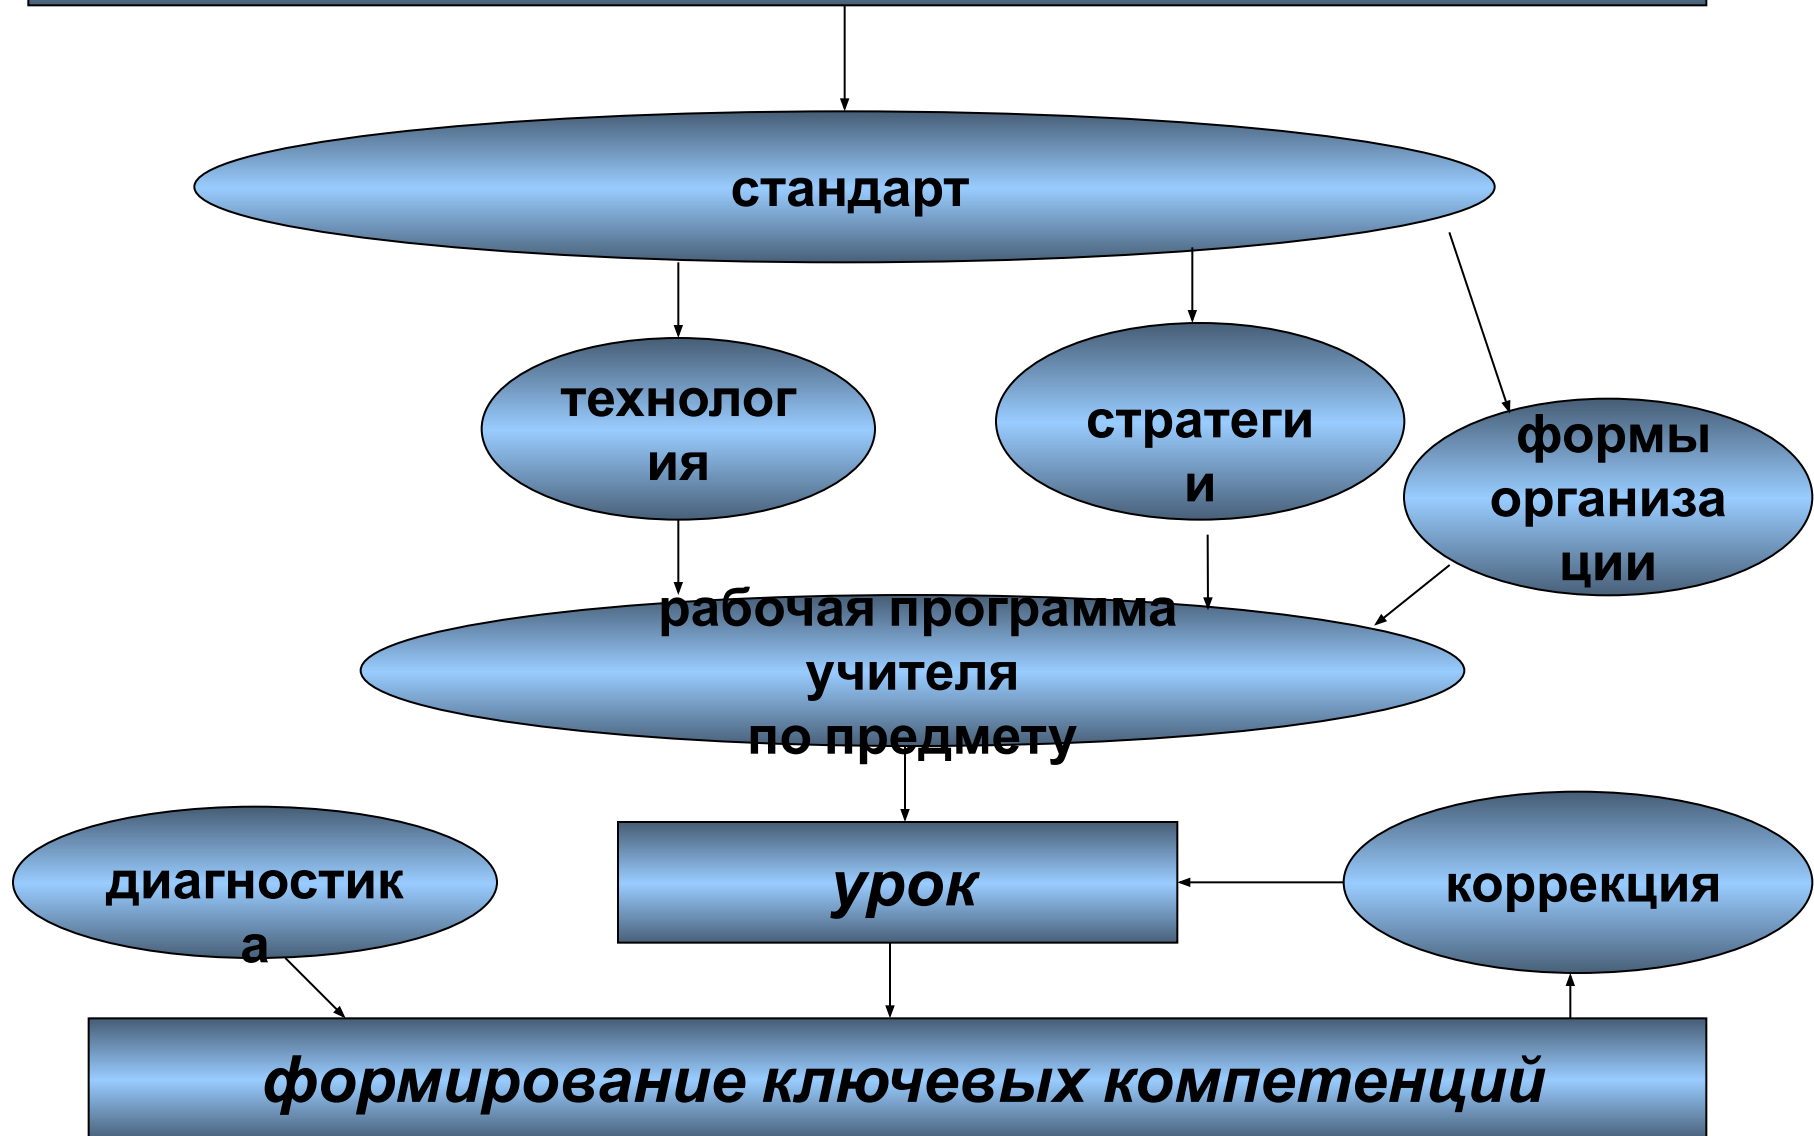 стандарт
технолог
ия
стратеги
и
формы
организа
ции
рабочая программа
учителя
по предмету
диагностик
а
урок
коррекция
формирование ключевых компетенций